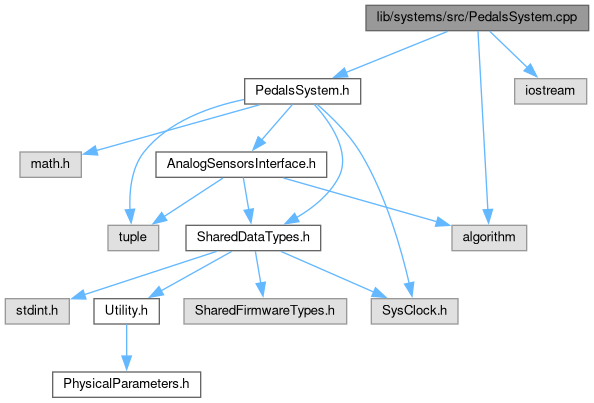 lib/systems/src/PedalsSystem.cpp
PedalsSystem.h
iostream
math.h
AnalogSensorsInterface.h
tuple
SharedDataTypes.h
algorithm
stdint.h
Utility.h
SharedFirmwareTypes.h
SysClock.h
PhysicalParameters.h